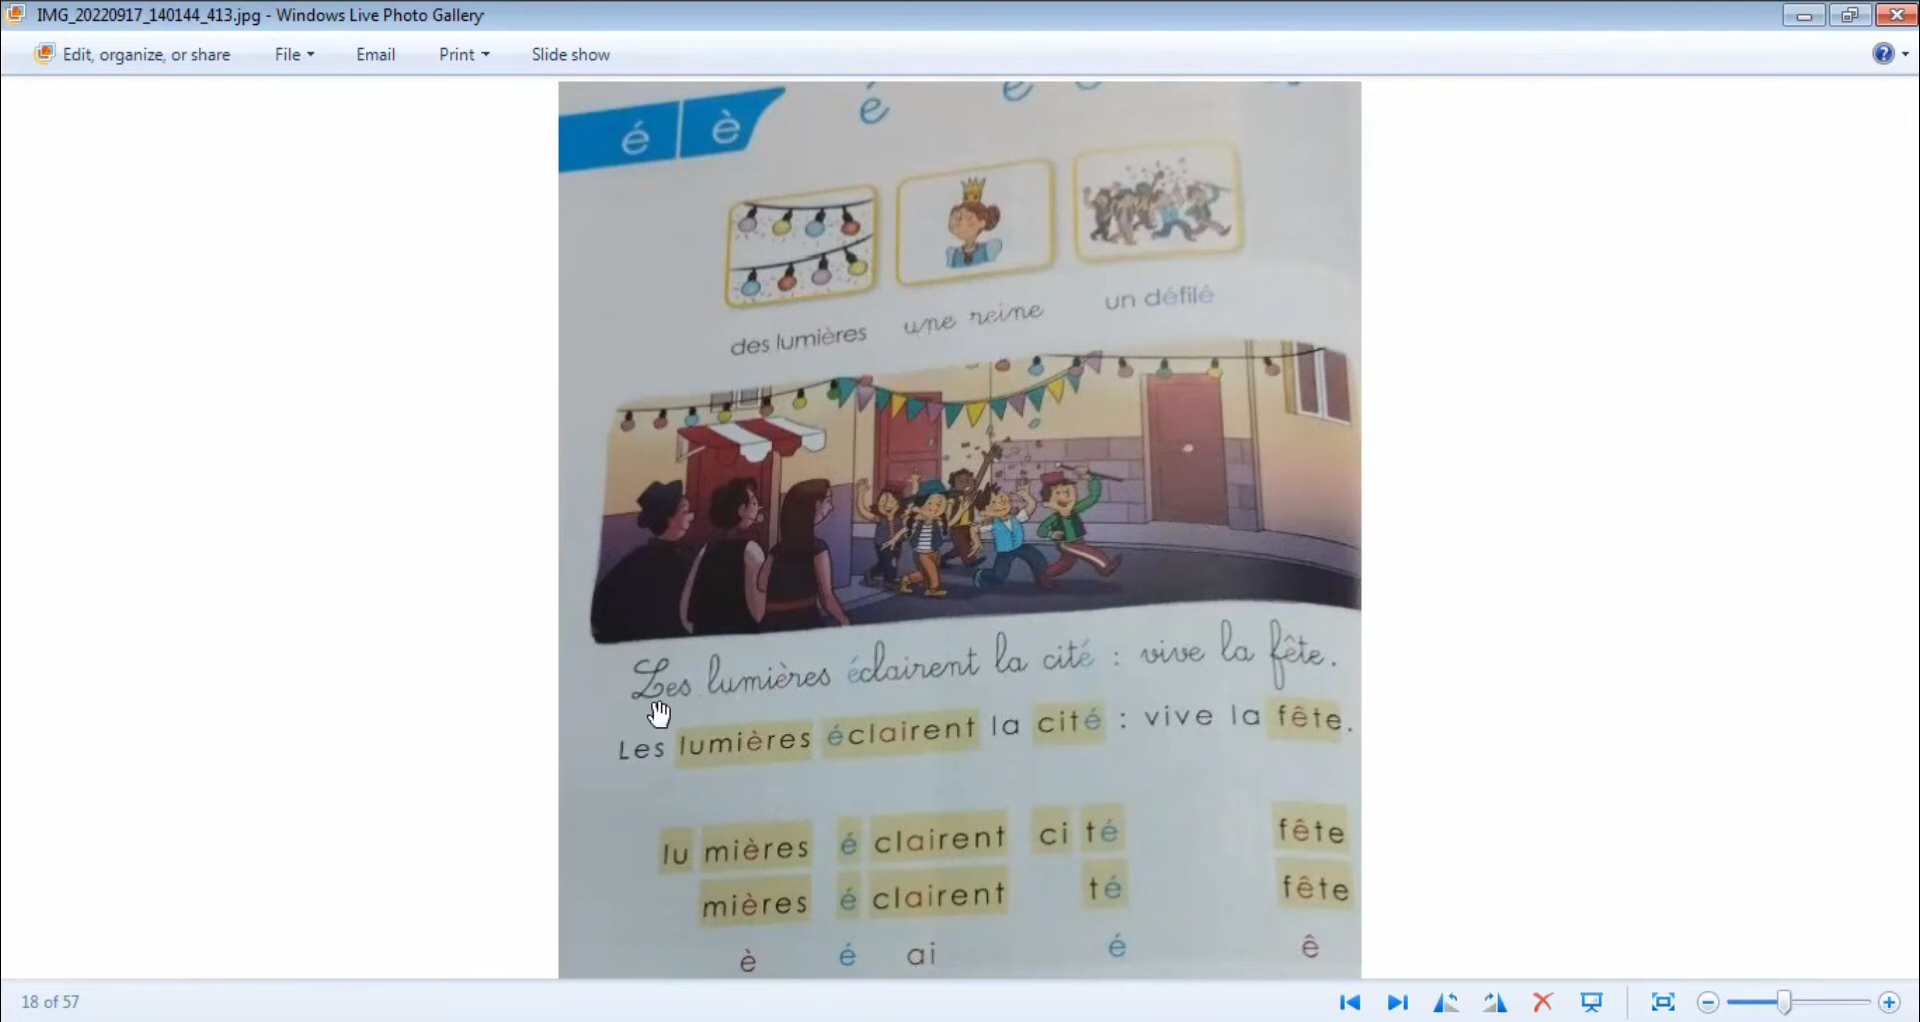 IMG_20220917_140144_413.jpg - Windows Live Photo Gallery
Edit, organize, or share File Email Print Slide show
é è é
des lumières une reine un défilé
Les lumières éclairent la cité : vive la fête.
Les lumières éclairent la cité : vive la fête.
lu mières é clairent ci té fête
mières é clairent té fête
è é ai é ê
18 of 57